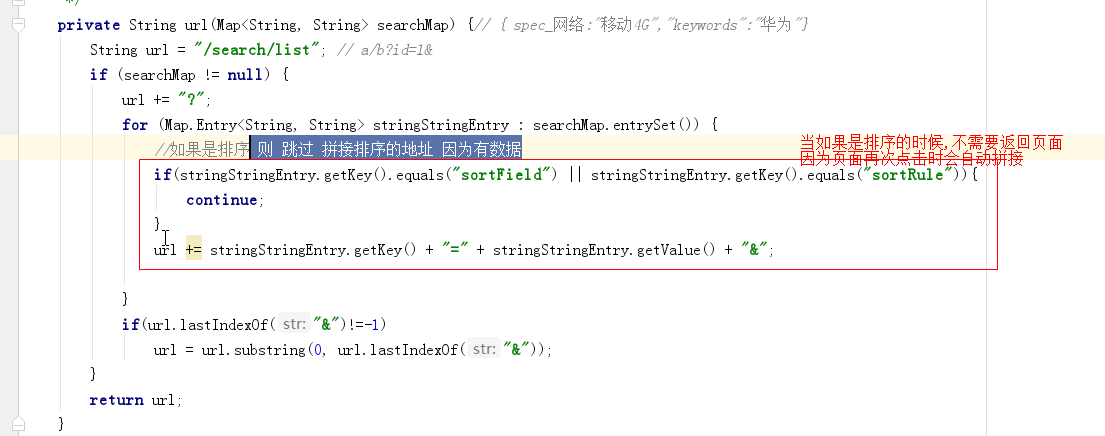 */
private String url(Map<String, String> searchMap) {// { spec_网络:"移动4G","keywords":"华为"}
String url = "/search/list"; // a/b?id=1&
if (searchMap != null) {
url += "?";
for (Map.Entry<String, String> stringStringEntry : searchMap.entrySet()) {
//如果是排序 则 跳过 拼接排序的地址 因为有数据
当如果是排序的时候,不需要返回页面
因为页面再次点击时会自动拼接
if(stringStringEntry.getKey().equals("sortField") || stringStringEntry.getKey().equals("sortRule")){
continue;
}
url += stringStringEntry.getKey() + "=" + stringStringEntry.getValue() + "&";
}
if(url.lastIndexOf( str: "&")!=-1)
url = url.substring(0, url.lastIndexOf( str: "&"));
}
return url;
}